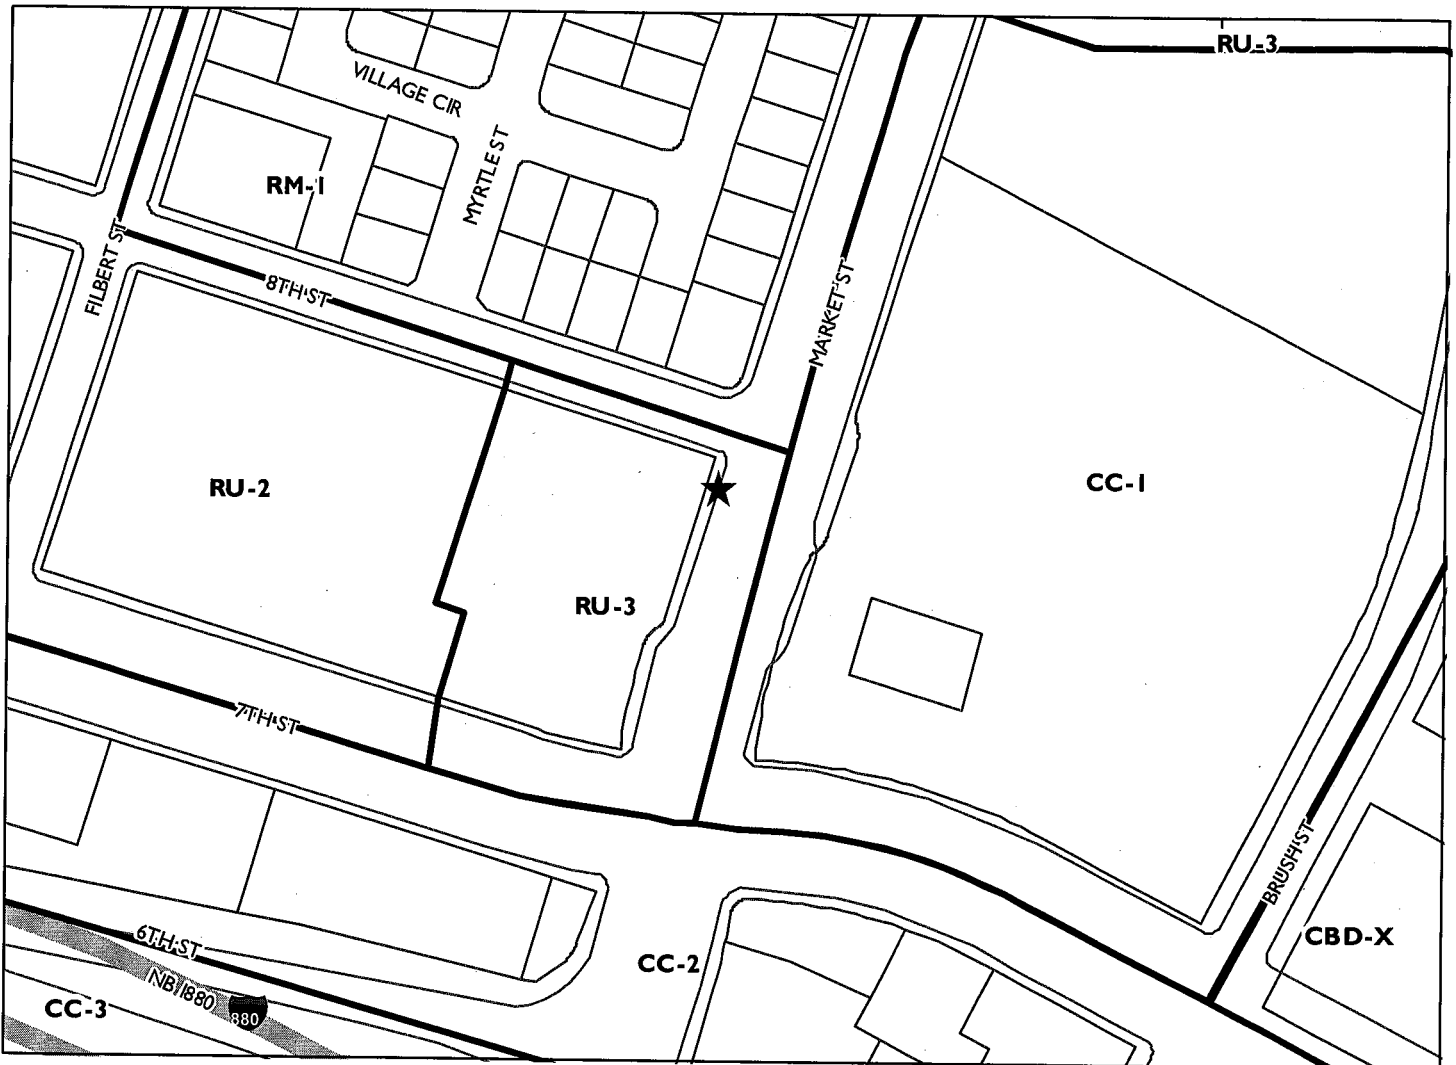 RU-3
VILLAGE CIR
MYRTLE ST
RM-1
FILBERT ST
8TH ST
MARKET ST
RU-2
CC-1
RU-3
7TH ST
BRUSH ST
6TH ST
CC-2
CBD-X
NB I880
880
CC-3